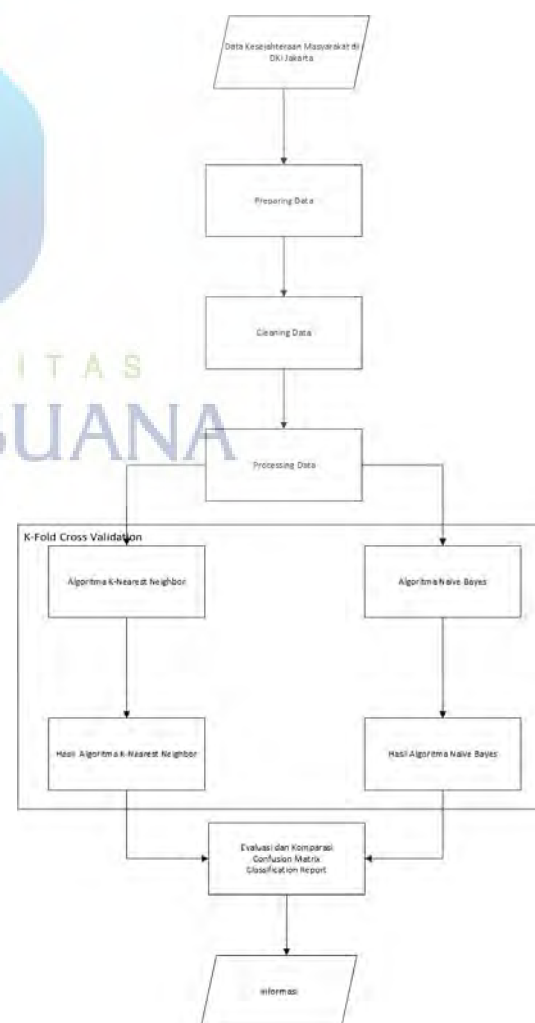 Data Kesejahteraan Masyarakat di
DKI Jakarta
Preparing Data
Cleaning Data
ITAS
BUANA
Processing Data
K-Fold Cross Validation
Algoritma K-Nearest Neighbor
Algoritma Naive Bayes
Hasil Algoritma K-Nearest Neighbor
Hasil Algoritma Naive Bayes
Evaluasi dan Komparasi
Confusion Matrix
Classification Report
Informasi